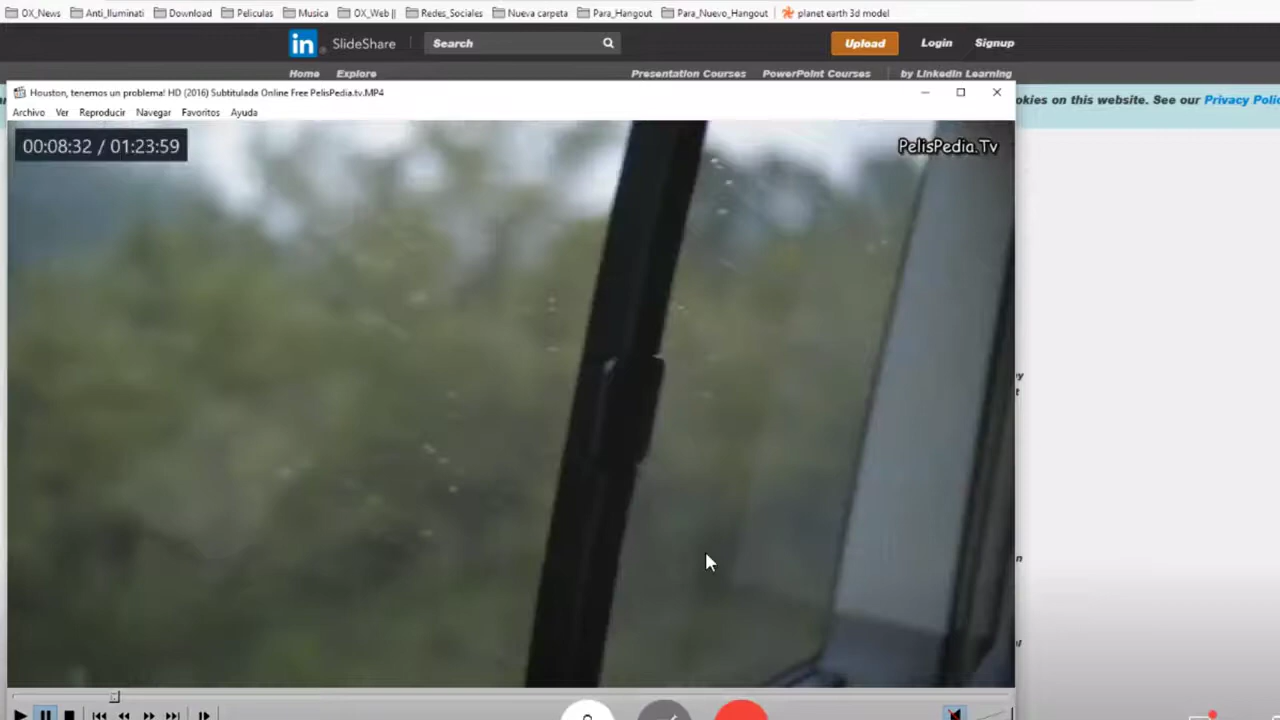 OX_News Anti_Iluminati Download Peliculas Musica OX_Web || Redes_Sociales Nueva carpeta Para_Hangout Para_Nuevo_Hangout planet earth 3d model
in SlideShare Search Upload Login Signup
Home Explore Presentation Courses PowerPoint Courses by LinkedIn Learning
Houston, tenemos un problema! HD (2016) Subtitulada Online Free PelisPedia.tv.MP4
okies on this website. See our Privacy Polic
Archivo Ver Reproducir Navegar Favoritos Ayuda
00:08:32 / 01:23:59
PelisPedia.Tv